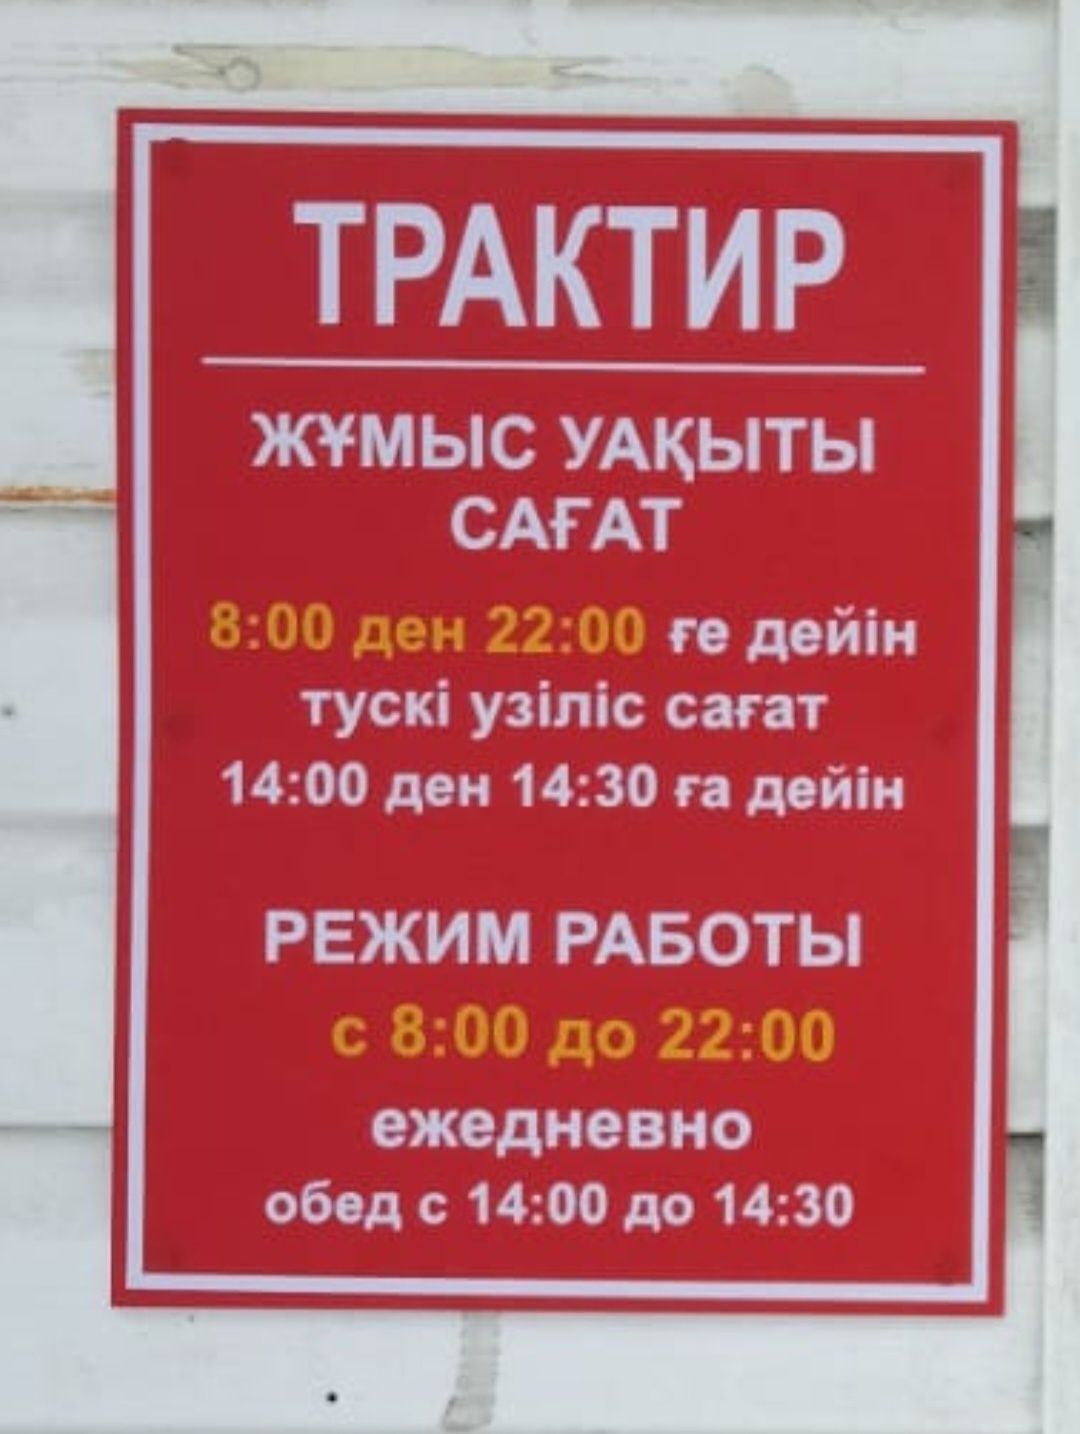 ТРАКТИР
ЖҰМЫС УАҚЫТЫ
САҒАТ
8:00 ден 22:00 ғе дейін
тускі узіліс сағат
14:00 ден 14:30 ға дейін
РЕЖИМ РАБОТЫ
с 8:00 до 22:00
ежедневно
обед с 14:00 до 14:30